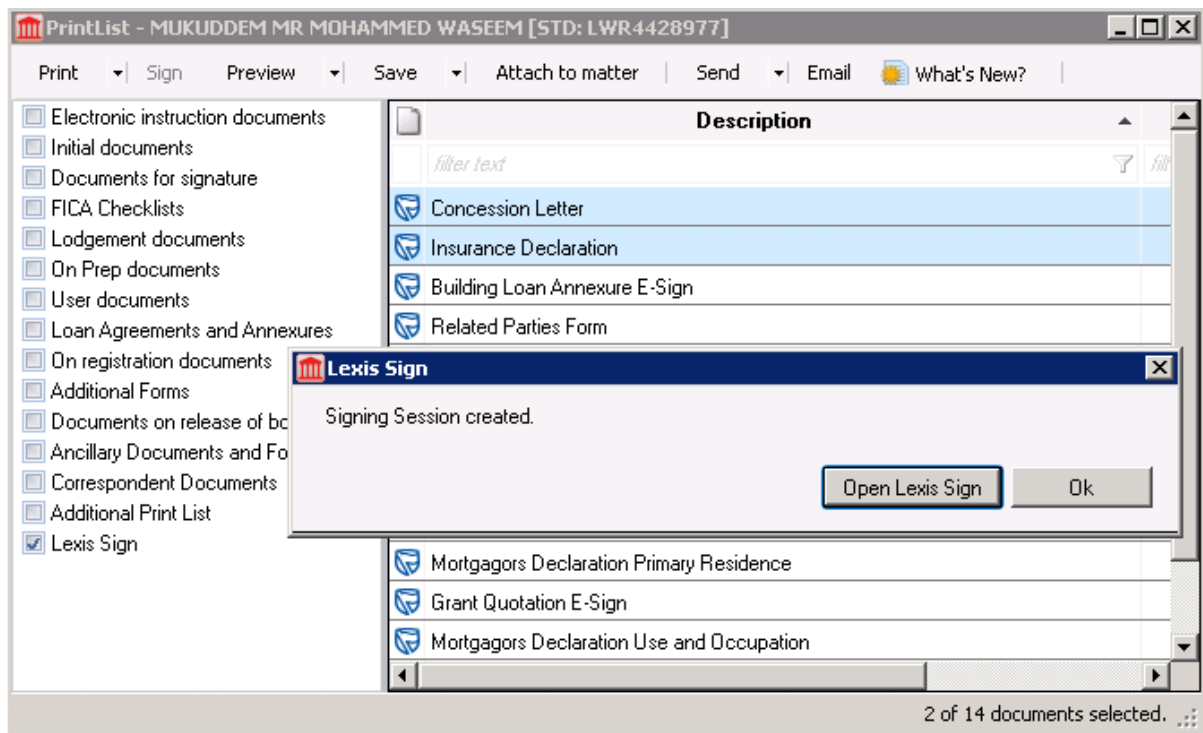 PrintList - MUKUDDEM MR MOHAMMED WASEEM [STD: LWR4428977]
Print Sign Preview Save Attach to matter Send Email What's New?
Electronic instruction documents
Initial documents
Documents for signature
FICA Checklists
Lodgement documents
On Prep documents
User documents
Loan Agreements and Annexures
On registration documents
Additional Forms
Documents on release of bo
Ancillary Documents and Fo
Correspondent Documents
Additional Print List
Lexis Sign
Description
filter text
Concession Letter
Insurance Declaration
Building Loan Annexure E-Sign
Related Parties Form
Lexis Sign
Signing Session created.
Open Lexis Sign Ok
Mortgagors Declaration Primary Residence
Grant Quotation E-Sign
Mortgagors Declaration Use and Occupation
2 of 14 documents selected.